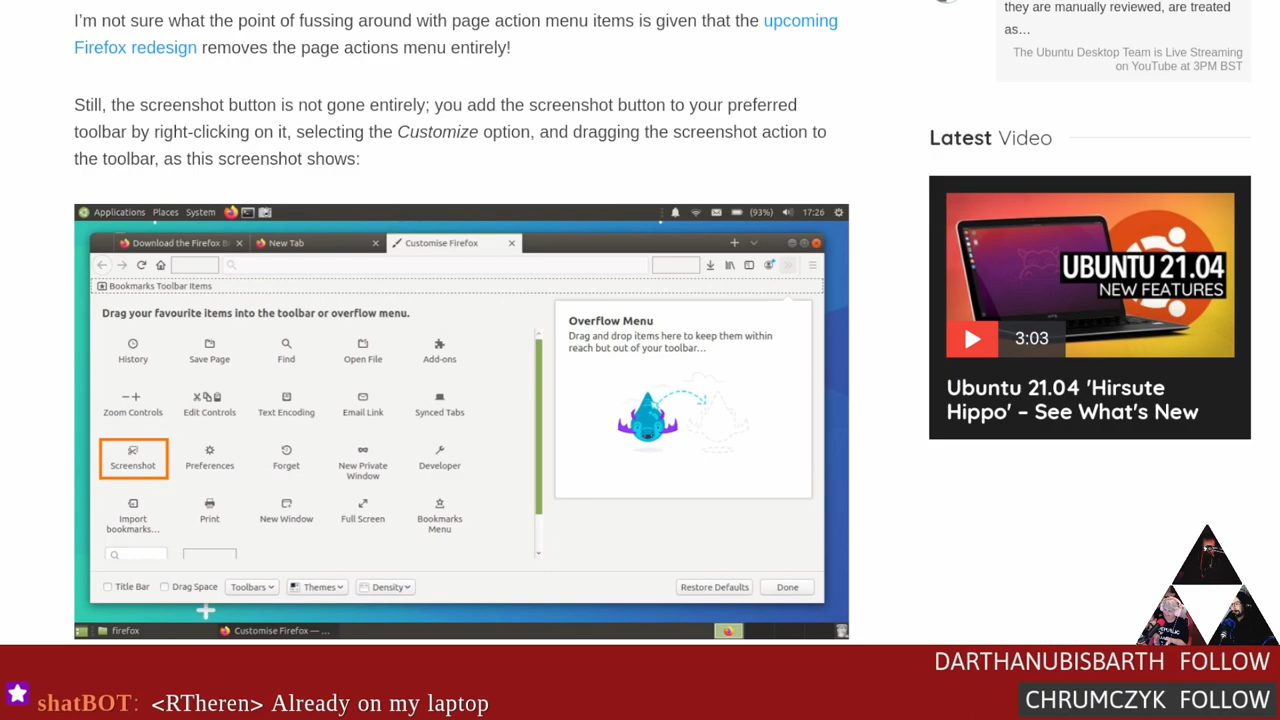 I'm not sure what the point of fussing around with page action menu items is given that the upcoming
Firefox redesign removes the page actions menu entirely!
Still, the screenshot button is not gone entirely; you add the screenshot button to your preferred
toolbar by right-clicking on it, selecting the Customize option, and dragging the screenshot action to
the toolbar, as this screenshot shows:
Applications Places System
(93%) 17:26
Download the Firefox B
New Tab
Customise Firefox
Bookmarks Toolbar Items
Drag your favourite items into the toolbar or overflow menu.
History
Save Page
Find
Open File
Add-ons
Zoom Controls
Edit Controls
Text Encoding
Email Link
Synced Tabs
Screenshot
Preferences
Forget
New Private
Window
Developer
Import
bookmarks...
Print
New Window
Full Screen
Bookmarks
Menu
Overflow Menu
Drag and drop items here to keep them within
reach but out of your toolbar...
Title Bar
Drag Space
Toolbars
Themes
Density
Restore Defaults
Done
firefox
Customise Firefox — ...
they are manually reviewed, are treated
as…
The Ubuntu Desktop Team is Live Streaming
on YouTube at 3PM BST
Latest Video
UBUNTU 21.04
NEW FEATURES
3:03
Ubuntu 21.04 'Hirsute
Hippo' – See What's New
DARTHANUBISBARTH FOLLOW
CHRUMCZYK FOLLOW
shatBOT: <RTheren> Already on my laptop